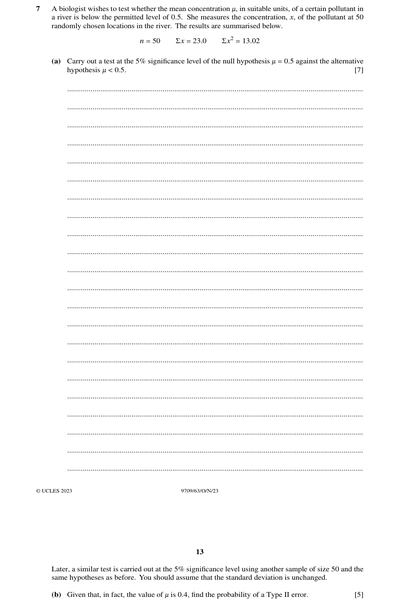 7 A biologist wishes to test whether the mean concentration μ, in suitable units, of a certain pollutant in
a river is below the permitted level of 0.5. She measures the concentration, x, of the pollutant at 50
randomly chosen locations in the river. The results are summarised below.
n = 50 Σx = 23.0 Σx² = 13.02
(a) Carry out a test at the 5% significance level of the null hypothesis μ = 0.5 against the alternative
hypothesis μ < 0.5. [7]
© UCLES 2023 9709/63/O/N/23
13
Later, a similar test is carried out at the 5% significance level using another sample of size 50 and the
same hypotheses as before. You should assume that the standard deviation is unchanged.
(b) Given that, in fact, the value of μ is 0.4, find the probability of a Type II error. [5]